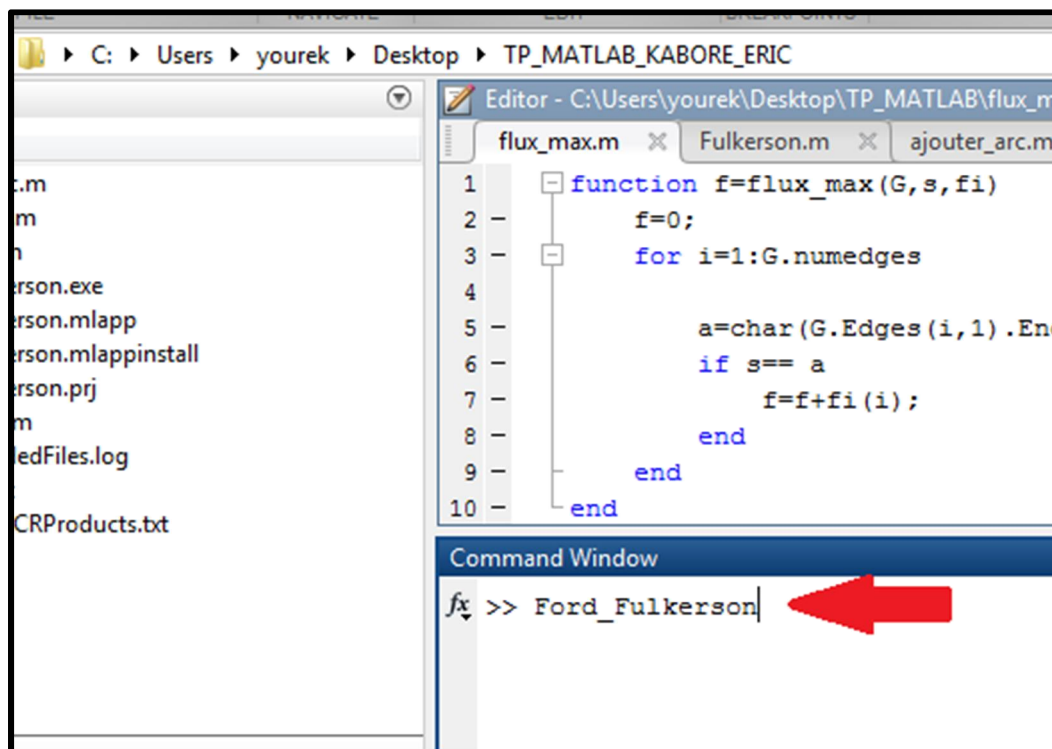 C: Users yourek Desktop TP_MATLAB_KABORE_ERIC
.m
m
erson.exe
erson.mlapp
erson.mlappinstall
erson.prj
m
ledFiles.log
CRProducts.txt
Editor - C:\Users\yourek\Desktop\TP_MATLAB\flux_m
flux_max.m Fulkerson.m ajouter_arc.m
1 function f=flux_max(G,s,fi)
2 - f=0;
3 - for i=1:G.numedges
4
5 - a=char(G.Edges(i,1).En
6 - if s== a
7 - f=f+fi(i);
8 - end
9 - end
10 - end
Command Window
fx >> Ford_Fulkerson